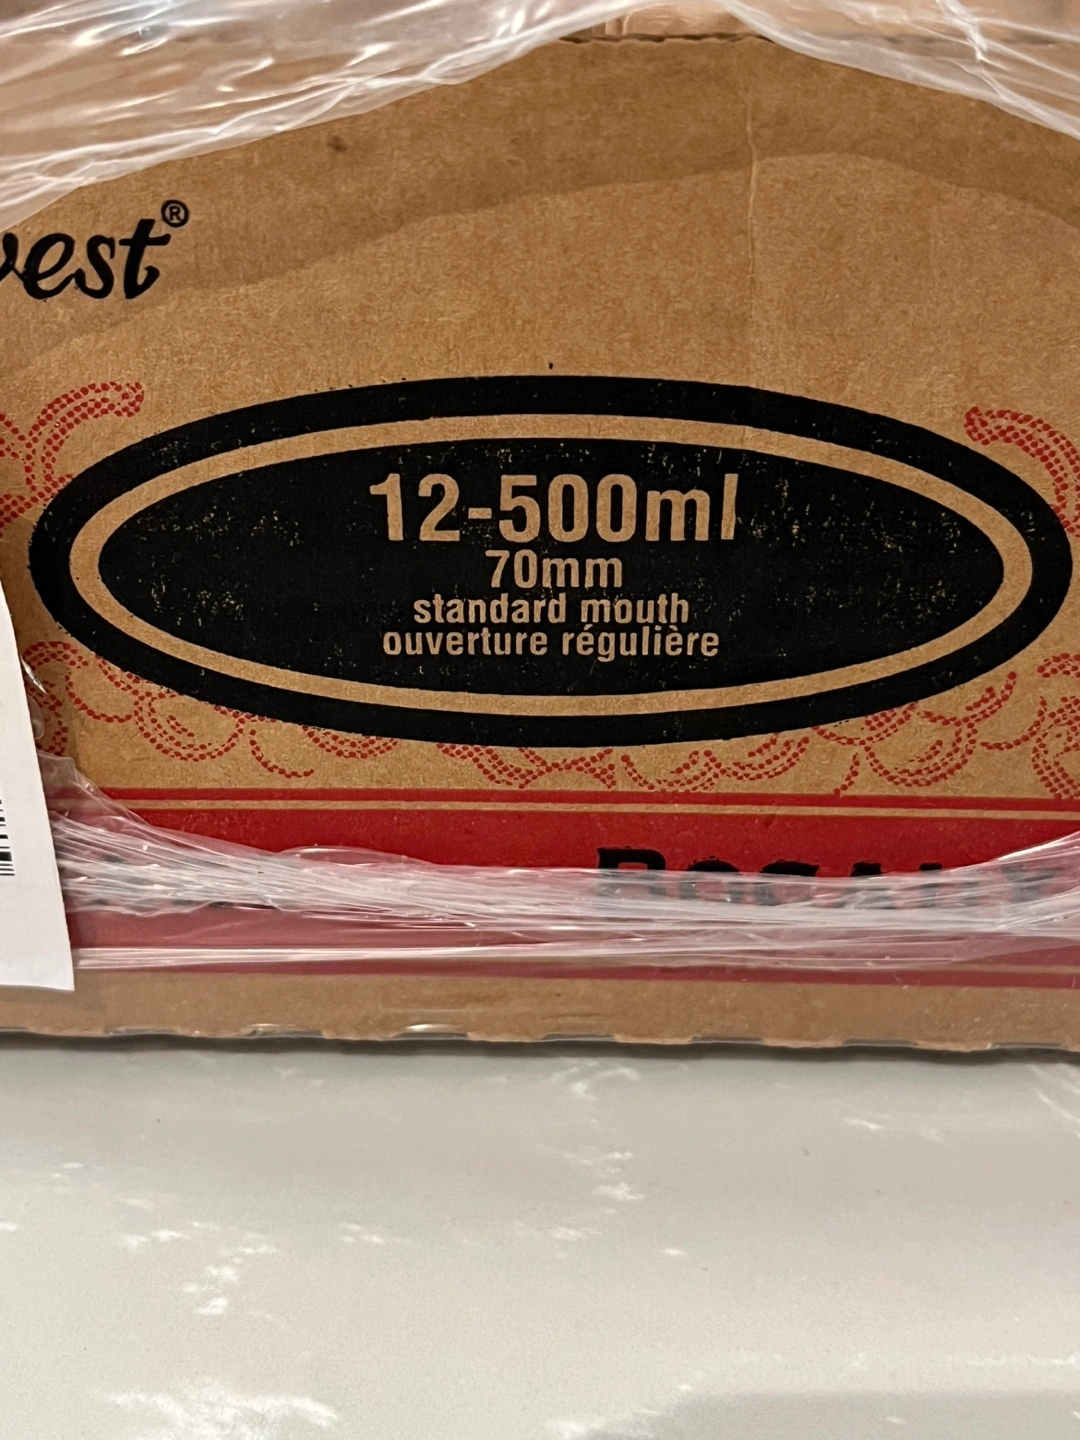 vest®
12-500ml
70mm
standard mouth
ouverture régulière